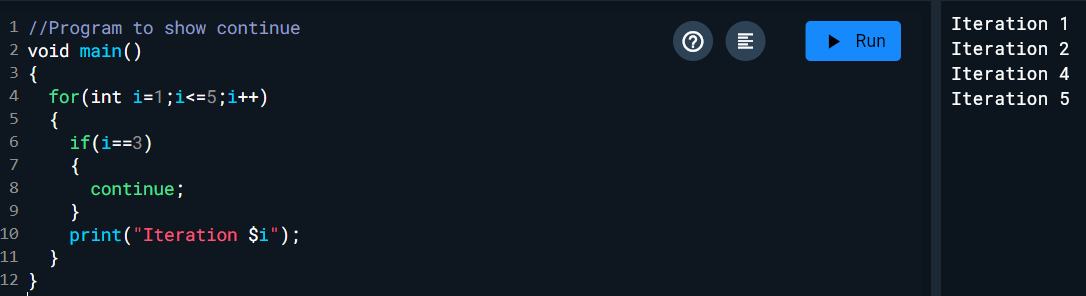 1 //Program to show continue
2 void main()
3 {
4 for(int i=1;i<=5;i++)
5 {
6 if(i==3)
7 {
8 continue;
9 }
10 print("Iteration $i");
11 }
12 }
Run
Iteration 1
Iteration 2
Iteration 4
Iteration 5